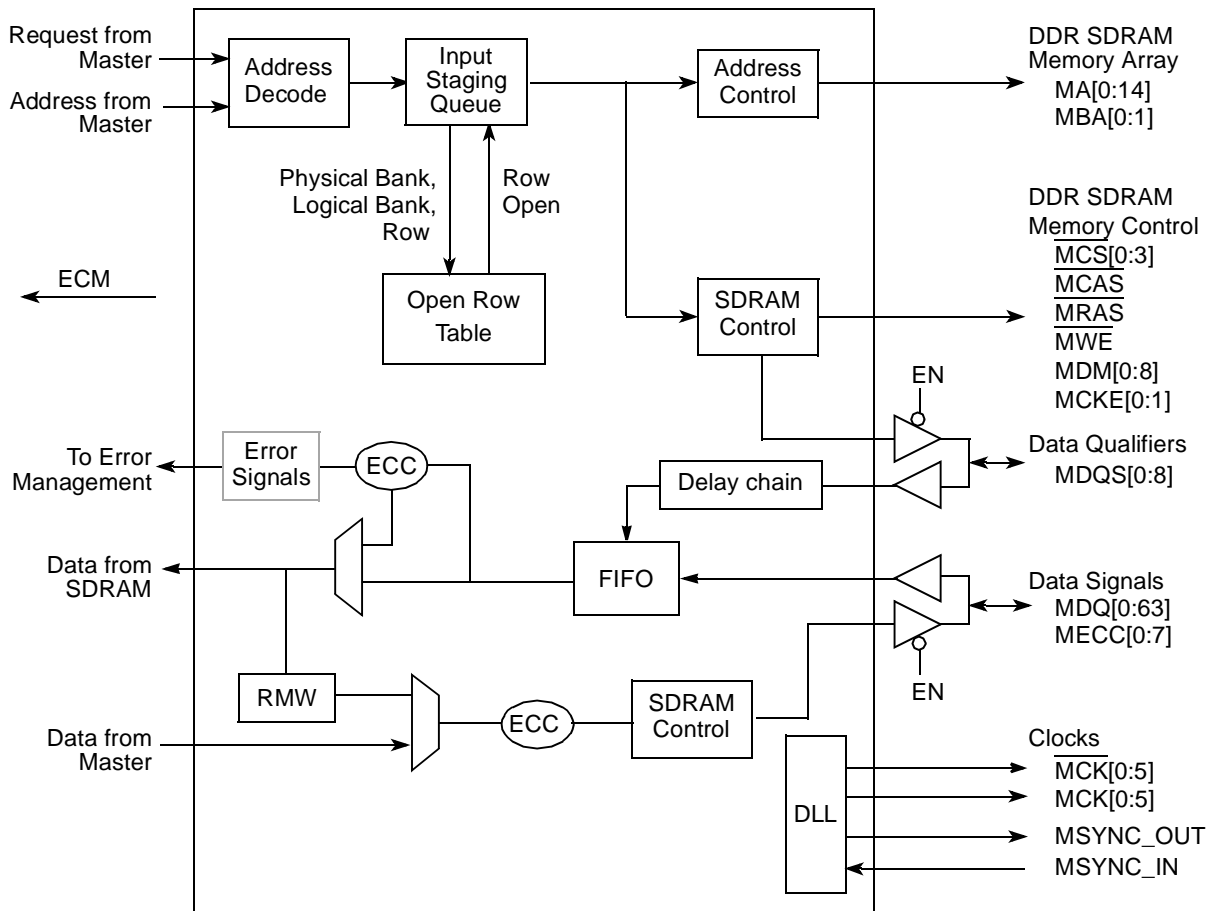 Request from
Master
Address from
Master
Address
Decode
Input
Staging
Queue
Address
Control
DDR SDRAM
Memory Array
MA[0:14]
MBA[0:1]
Physical Bank,
Logical Bank,
Row
Row
Open
DDR SDRAM
Memory Control
MCS[0:3]
MCAS
MRAS
MWE
MDM[0:8]
MCKE[0:1]
ECM
Open Row
Table
SDRAM
Control
EN
To Error
Management
Error
Signals
ECC
Delay chain
Data Qualifiers
MDQS[0:8]
Data from
SDRAM
FIFO
Data Signals
MDQ[0:63]
MECC[0:7]
EN
RMW
ECC
SDRAM
Control
Data from
Master
DLL
Clocks
MCK[0:5]
MCK[0:5]
MSYNC_OUT
MSYNC_IN